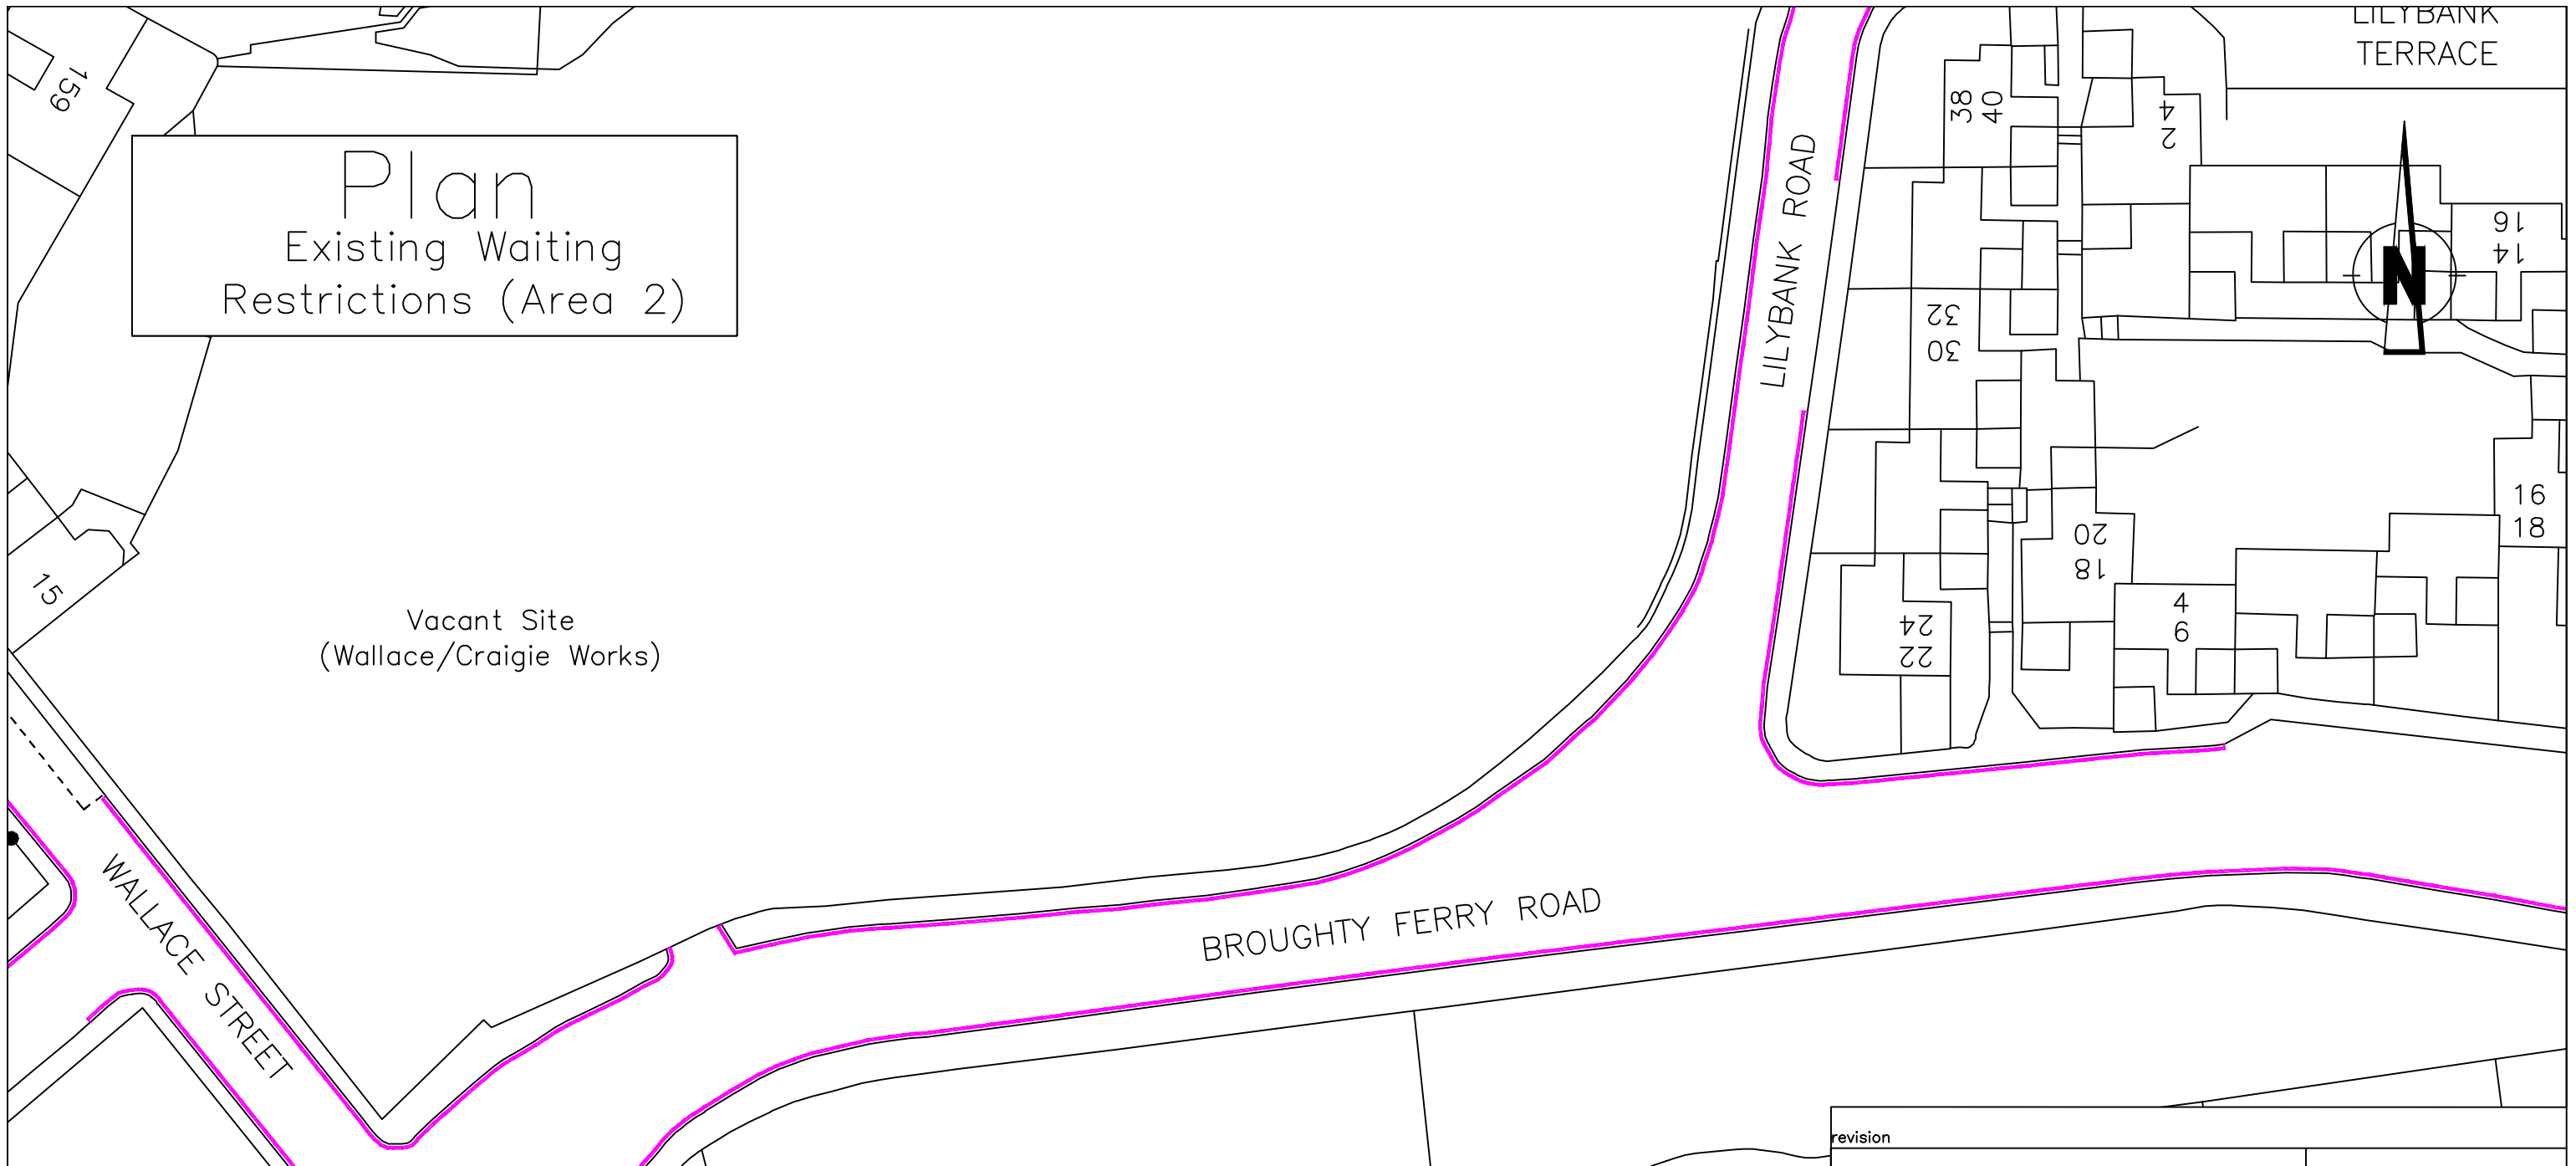 LILYBANK
TERRACE
159
Plan
Existing Waiting
Restrictions (Area 2)
38
40
4
2
LILYBANK ROAD
16
14
N
32
30
16
18
20
18
15
Vacant Site
(Wallace/Craigie Works)
24
22
4
6
WALLACE STREET
BROUGHTY FERRY ROAD
revision